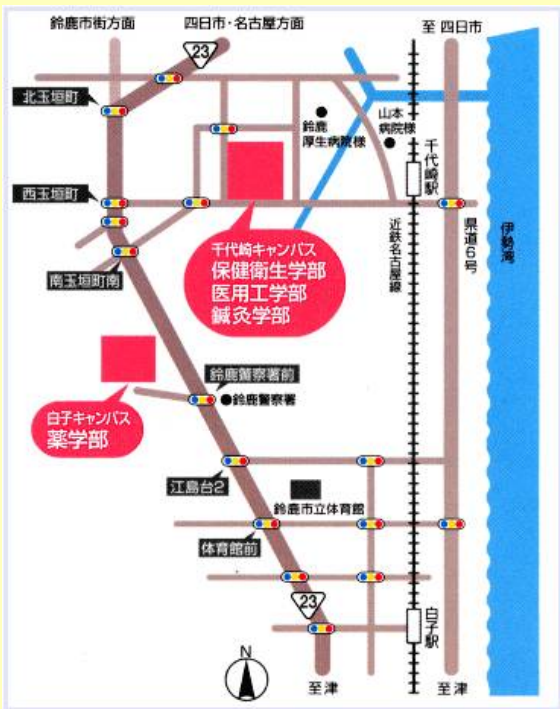 鈴鹿市街方面
四日市・名古屋方面
至 四日市
23
北玉垣町
鈴鹿
厚生病院様
山本
病院様
千代崎駅
西玉垣町
近鉄名古屋線
県道6号
伊勢湾
千代崎キャンパス
保健衛生学部
医用工学部
鍼灸学部
南玉垣町南
鈴鹿警察署前
鈴鹿警察署
白子キャンパス
薬学部
江島台2
鈴鹿市立体育館
体育館前
23
白子駅
N
至 津
至 津